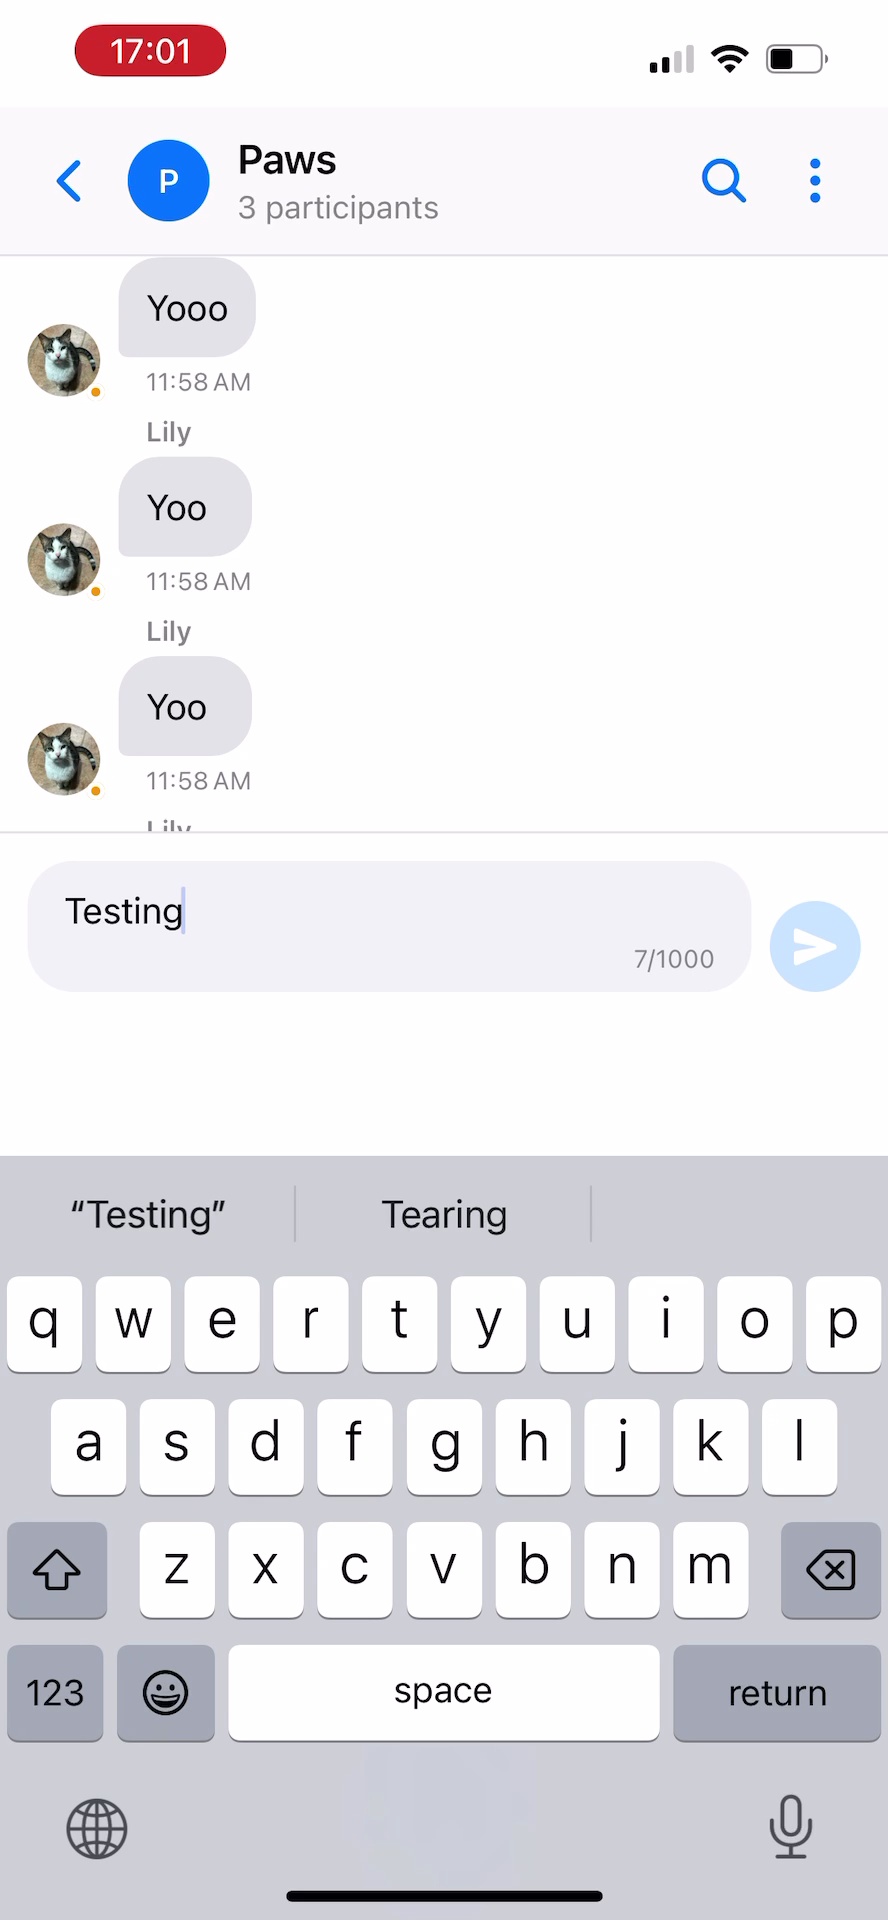 17:01
P
Paws
3 participants
Yooo
11:58 AM
Lily
Yoo
11:58 AM
Lily
Yoo
11:58 AM
Lily
Testing
7/1000
“Testing” Tearing
q w e r t y u i o p
a s d f g h j k l
z x c v b n m
123 space return